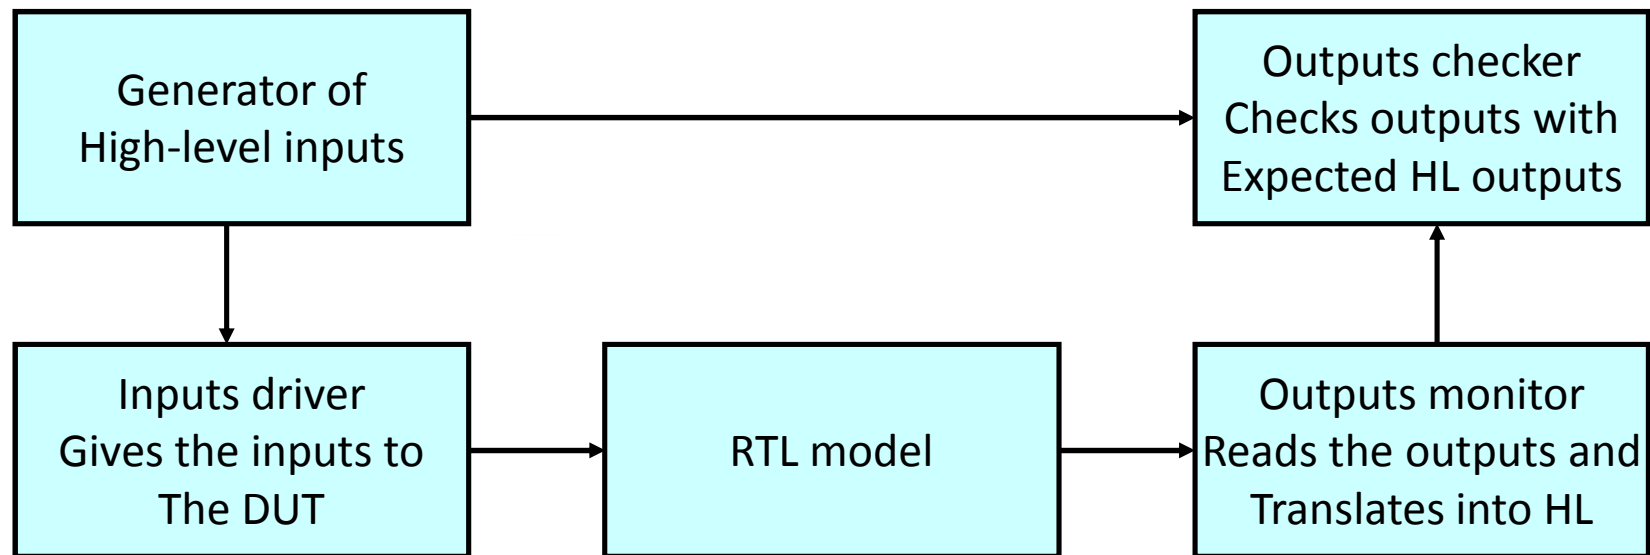 Generator of
High-level inputs
Outputs checker
Checks outputs with
Expected HL outputs
Inputs driver
Gives the inputs to
The DUT
RTL model
Outputs monitor
Reads the outputs and
Translates into HL